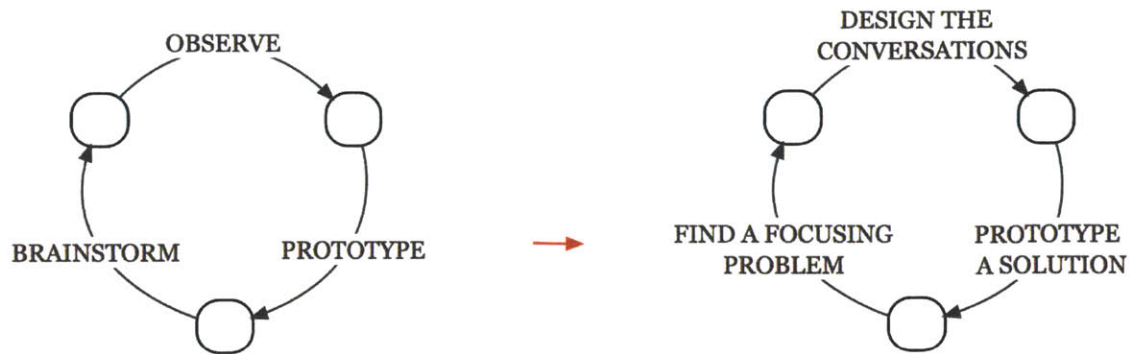 OBSERVE
BRAINSTORM
PROTOTYPE
DESIGN THE
CONVERSATIONS
FIND A FOCUSING
PROBLEM
PROTOTYPE
A SOLUTION